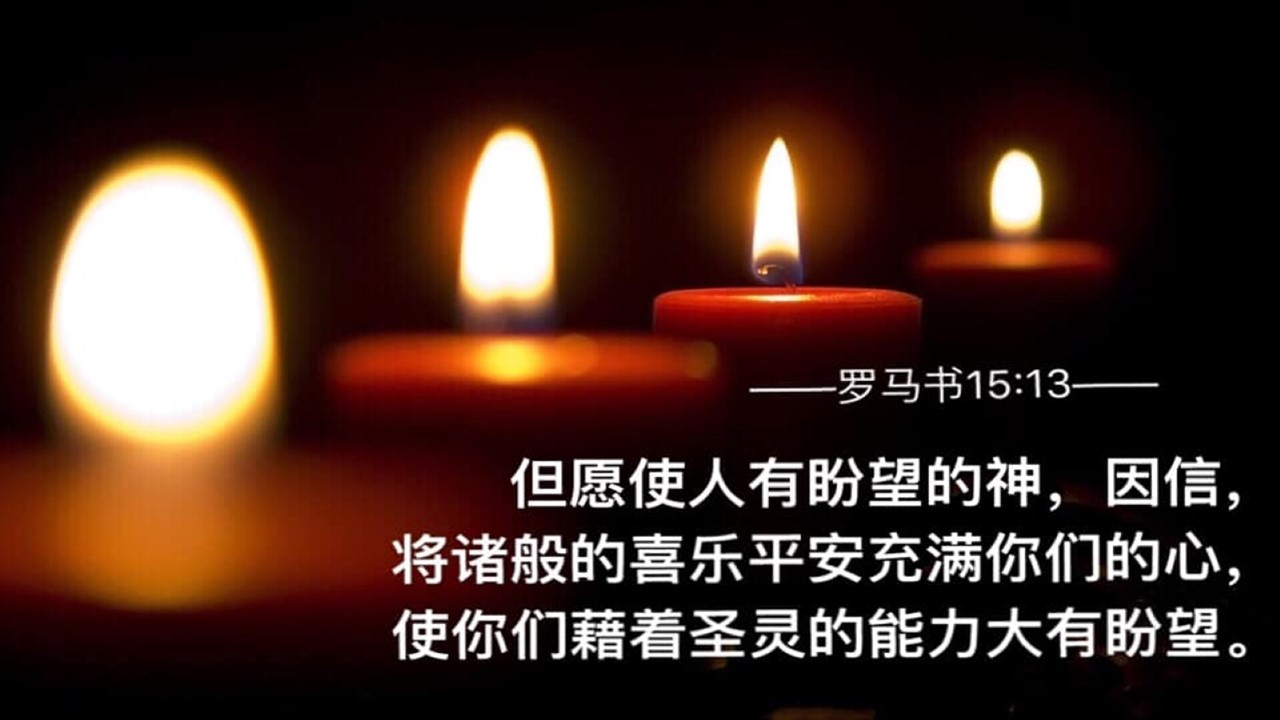 ——罗马书15:13——
但愿使人有盼望的神，因信，
将诸般的喜乐平安充满你们的心，
使你们藉着圣灵的能力大有盼望。